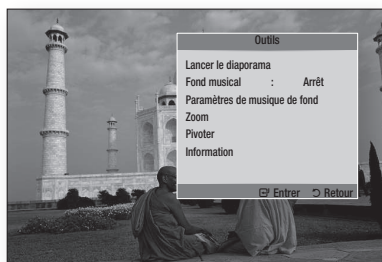 Outils
Lancer le diaporama
Fond musical : Arrêt
Paramètres de musique de fond
Zoom
Pivoter
Information
Entrer Retour